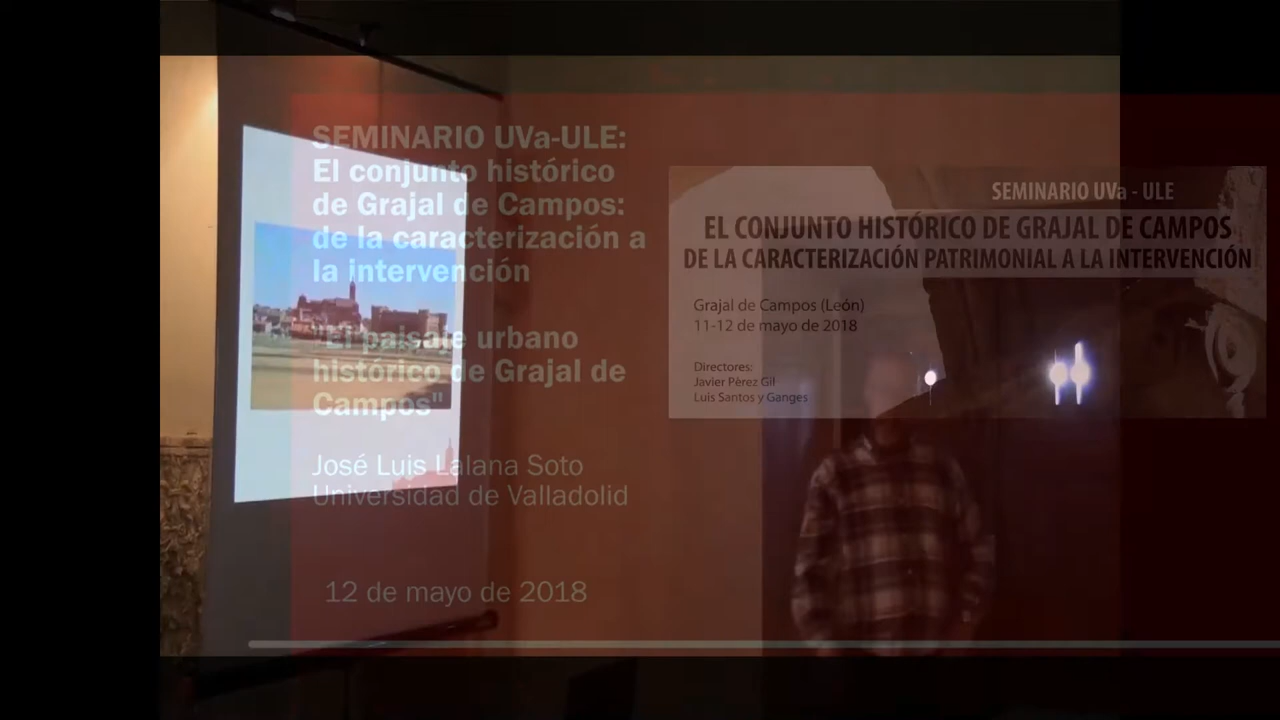 SEMINARIO UVa-ULE:
El conjunto histórico
de Grajal de Campos:
de la caracterización a
la intervención
"El paisaje urbano
histórico de Grajal de
Campos"
José Luis Lalana Soto
Universidad de Valladolid
12 de mayo de 2018
SEMINARIO UVa - ULE
EL CONJUNTO HISTÓRICO DE GRAJAL DE CAMPOS
DE LA CARACTERIZACIÓN PATRIMONIAL A LA INTERVENCIÓN
Grajal de Campos (León)
11-12 de mayo de 2018
Directores:
Javier Pérez Gil
Luis Santos y Ganges